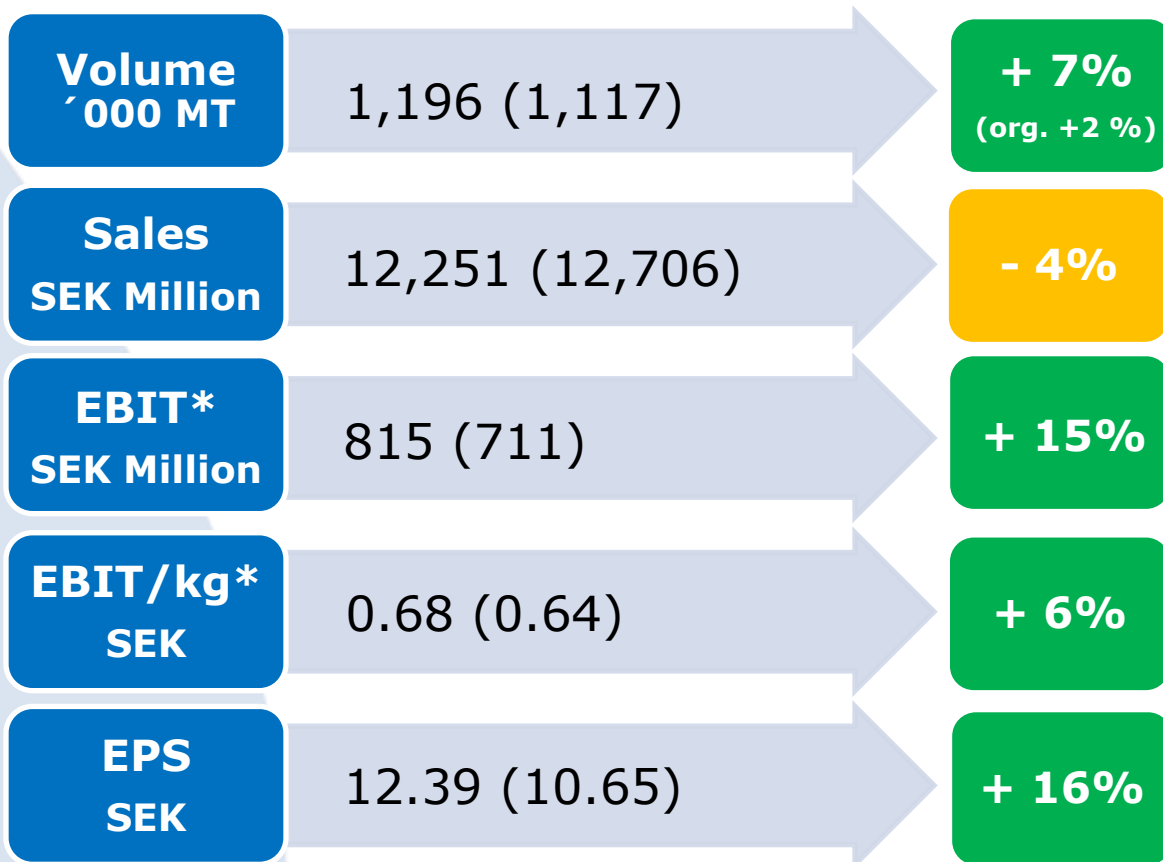 Volume
´000 MT
1,196 (1,117)
+ 7%
(org. +2 %)
Sales
SEK Million
12,251 (12,706)
- 4%
EBIT*
SEK Million
815 (711)
+ 15%
EBIT/kg*
SEK
0.68 (0.64)
+ 6%
EPS
SEK
12.39 (10.65)
+ 16%